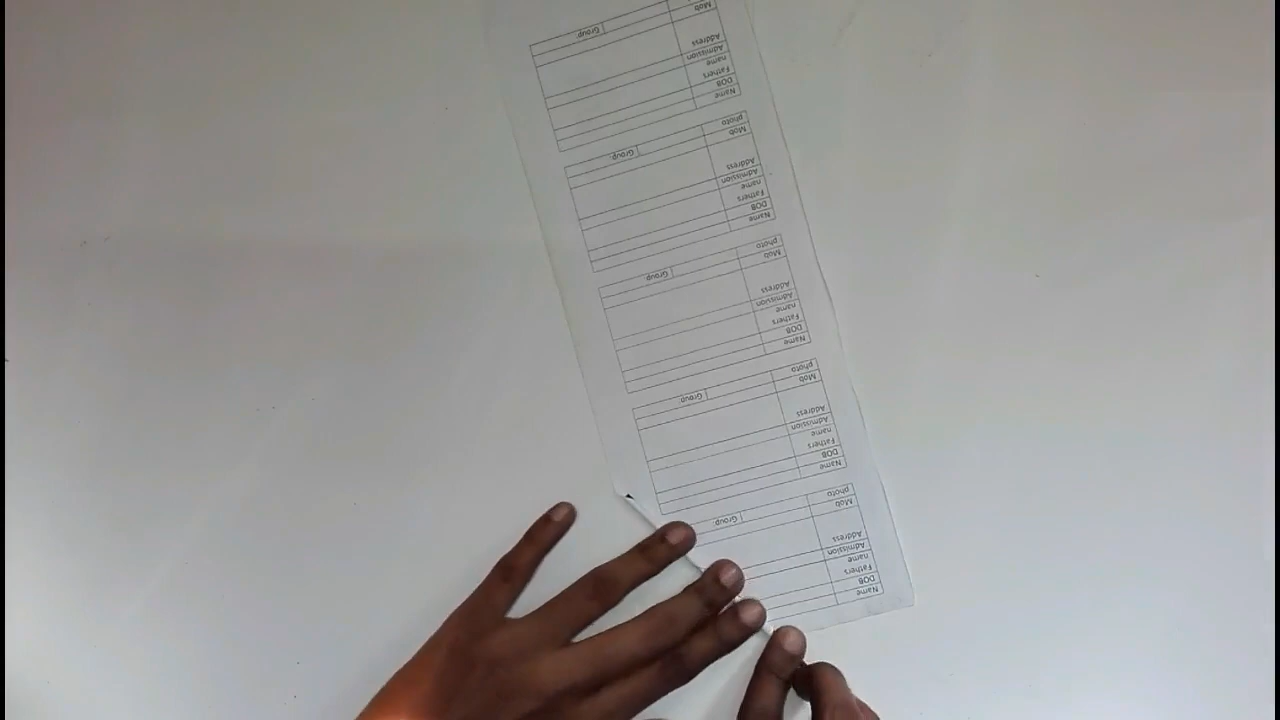 Name
DOB
Fathers
name
Admission
Address
Mob
photo Group:
Name
DOB
Fathers
name
Admission
Address
Mob
photo Group:
Name
DOB
Fathers
name
Admission
Address
Mob
photo Group:
Name
DOB
Fathers
name
Admission
Address
Mob
photo Group:
Name
DOB
Fathers
name
Admission
Address
Mob
Group: